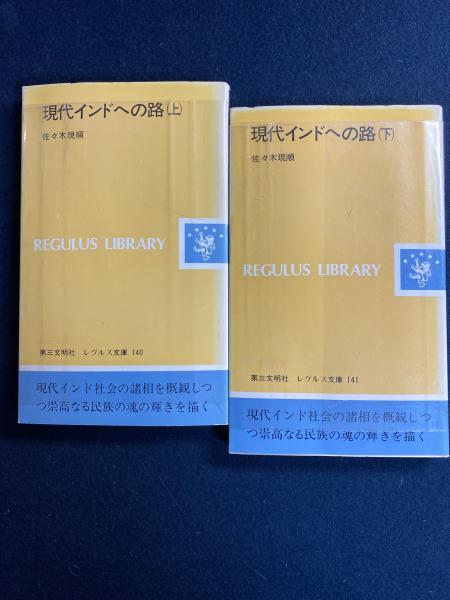 現代インドへの路(上)
佐々木現順
REGULUS LIBRARY
第三文明社 レグルス文庫 140
現代インド社会の諸相を概観しつ
つ崇高なる民族の魂の輝きを描く
現代インドへの路(下)
佐々木現順
REGULUS LIBRARY
第三文明社 レグルス文庫 141
現代インド社会の諸相を概観しつ
つ崇高なる民族の魂の輝きを描く